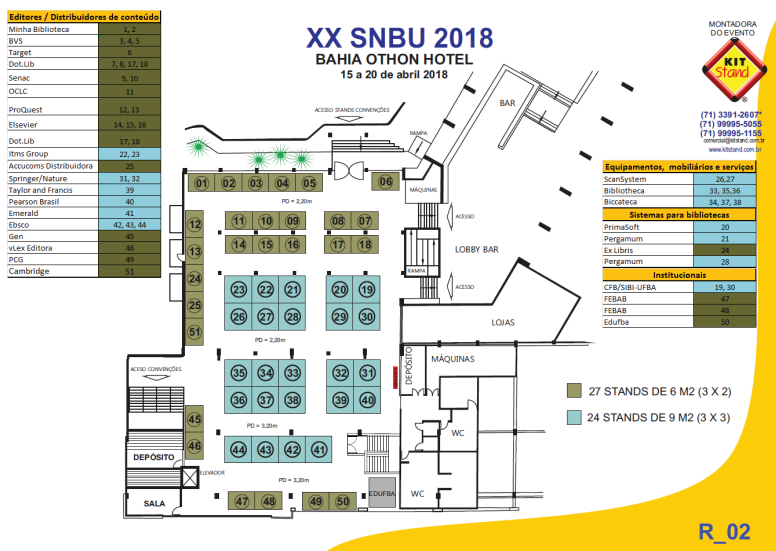 Editores / Distribuidores de conteúdo
Minha Biblioteca 1, 2
BVS 3, 4, 5
Target 6
Dot.Lib 7, 8, 17, 18
Senac 9, 10
OCLC 11
ProQuest 12, 13
Elsevier 14, 15, 16
Dot.Lib 17, 18
Itms Group 22, 23
Accucoms Distribuidora 25
Springer/Nature 31, 32
Taylor and Francis 39
Pearson Brasil 40
Emerald 41
Ebsco 42, 43, 44
Gen 45
vLex Editora 46
PCG 49
Cambridge 51
XX SNBU 2018
BAHIA OTHON HOTEL
15 a 20 de abril 2018
MONTADORA
DO EVENTO
KIT
Stand
®
(71) 3391-2607*
(71) 99995-5055
(71) 99995-1155
comercial@kitstand.com.br
www.kitstand.com.br
Equipamentos, mobiliários e serviços
ScanSystem 26,27
Bibliotheca 33, 35,36
Biccateca 34, 37, 38
Sistemas para bibliotecas
PrimaSoft 20
Pergamum 21
Ex Libris 24
Pergamum 28
Institucionais
CFB/SIBI-UFBA 19, 30
FEBAB 47
FEBAB 48
Edufba 50
ACESSO STANDS CONVENÇÕES
RAMPA
BAR
01 02 03 04 05 06
MÁQUINAS
PD = 2,20m
12 11 10 09 08 07
ACESSO
13 14 15 16 17 18
LOBBY BAR
RAMPA
24 23 22 21 20 19
ACESSO
25 26 27 28 29 30
LOJAS
51
PD = 2,20m
DEPÓSITO
MÁQUINAS
ACESO CONVENÇÕES
35 34 33 32 31
36 37 38 39 40
27 STANDS DE 6 M2 (3 X 2)
24 STANDS DE 9 M2 (3 X 3)
45
PD = 3,20m
WC
46 44 43 42 41
DEPÓSITO
ELEVADOR
PD = 3,20m
EDUFBA
WC
SALA
47 48 49 50
R_02